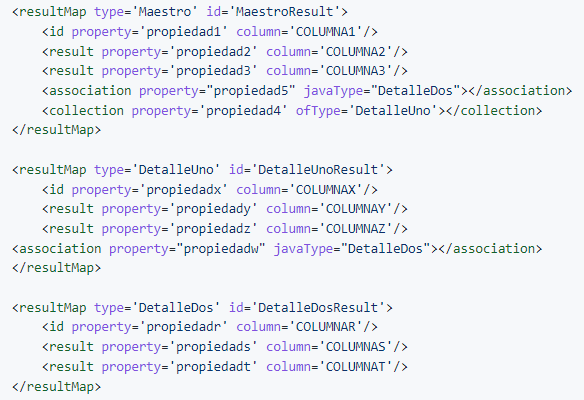 <resultMap type='Maestro' id='MaestroResult'>
    <id property='propiedad1' column='COLUMNA1'/>
    <result property='propiedad2' column='COLUMNA2'/>
    <result property='propiedad3' column='COLUMNA3'/>
    <association property="propiedad5" javaType="DetalleDos"></association>
    <collection property='propiedad4' ofType='DetalleUno'></collection>
</resultMap>

<resultMap type='DetalleUno' id='DetalleUnoResult'>
    <id property='propiedadx' column='COLUMNAX'/>
    <result property='propiedady' column='COLUMNAY'/>
    <result property='propiedadz' column='COLUMNAZ'/>
<association property="propiedadw" javaType="DetalleDos"></association>
</resultMap>

<resultMap type='DetalleDos' id='DetalleDosResult'>
    <id property='propiedadr' column='COLUMNAR'/>
    <result property='propiedads' column='COLUMNAS'/>
    <result property='propiedadt' column='COLUMNAT'/>
</resultMap>